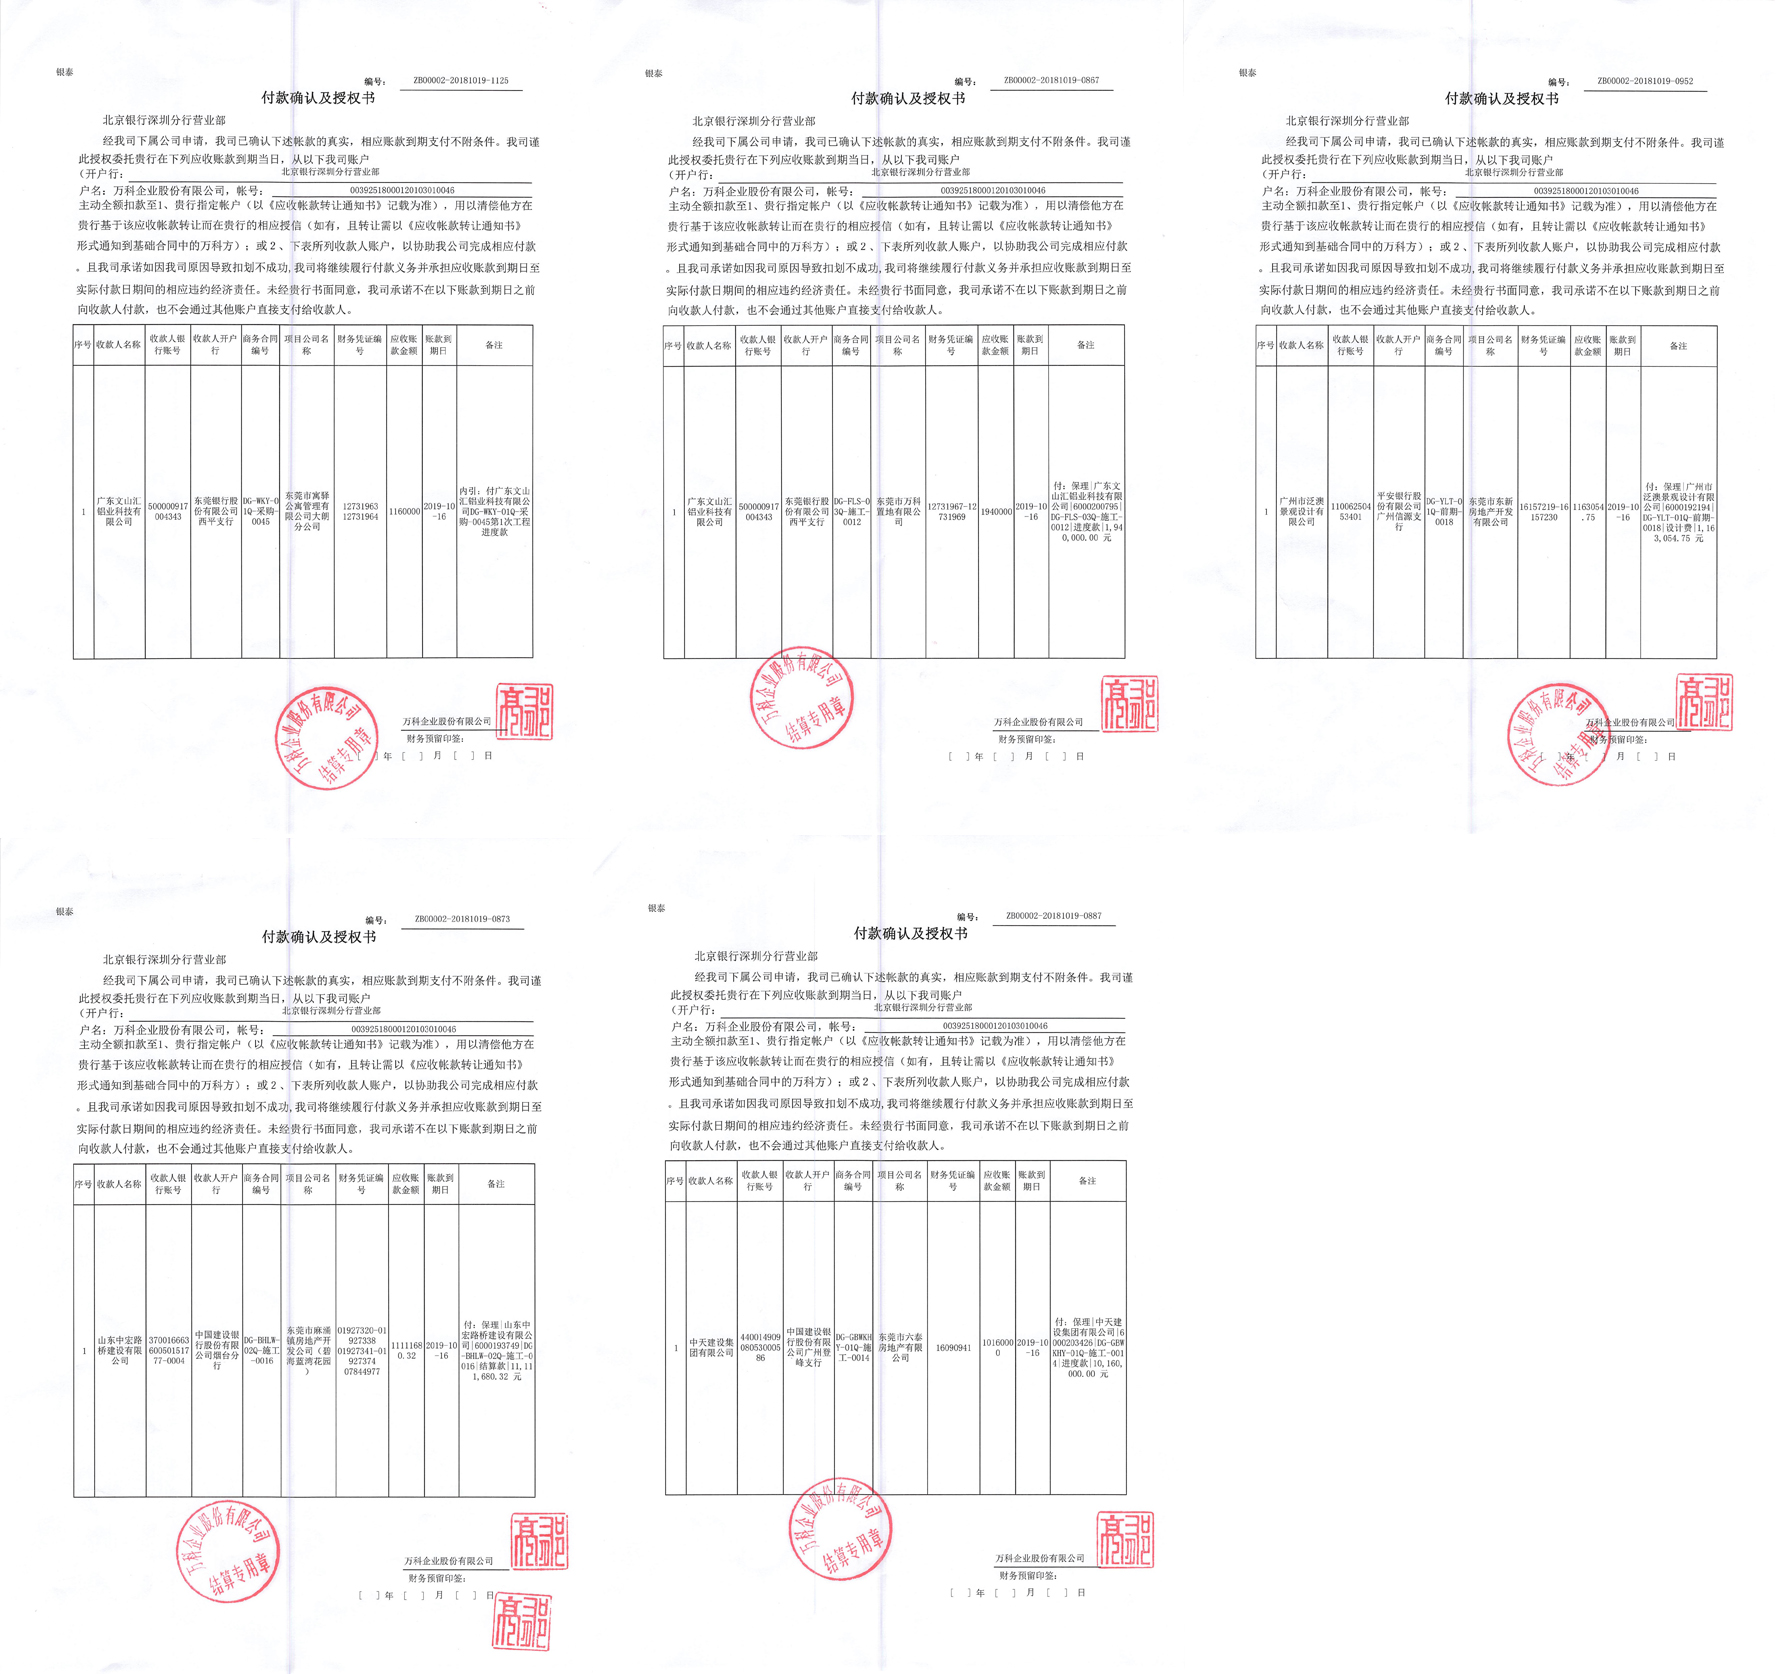 银泰
编号： ZB00002-20181019-1125
付款确认及授权书
北京银行深圳分行营业部
经我司下属公司申请，我司已确认下述帐款的真实，相应账款到期支付不附条件。我司谨
此授权委托贵行在下列应收账款到期当日，从以下我司账户
（开户行： 北京银行深圳分行营业部
户名：万科企业股份有限公司，帐号： 00392518000120103010046
主动全额扣款至1、贵行指定帐户（以《应收帐款转让通知书》记载为准），用以清偿他方在
贵行基于该应收帐款转让而在贵行的相应授信（如有，且转让需以《应收帐款转让通知书》
形式通知到基础合同中的万科方）；或２、下表所列收款人账户，以协助我公司完成相应付款
。且我司承诺如因我司原因导致扣划不成功,我司将继续履行付款义务并承担应收账款到期日至
实际付款日期间的相应违约经济责任。未经贵行书面同意，我司承诺不在以下账款到期日之前
向收款人付款，也不会通过其他账户直接支付给收款人。
序号 收款人名称 收款人银行账号 收款人开户行 商务合同编号 项目公司名称 财务凭证编号 应收账款金额 账款到期日 备注
1 广东文山汇铝业科技有限公司 500000917004343 东莞银行股份有限公司西平支行 DG-WKY-01Q-采购-0045 东莞市寓驿公寓管理有限公司大朗分公司 12731963 12731964 1160000 2019-10-16 内引：付广东文山汇铝业科技有限公司DG-WKY-01Q-采购-0045第1次工程进度款
万科企业股份有限公司
财务预留印签：
]年 [ ] 月 [ ] 日
万科企业股份有限公司
结算专用章
银泰
编号： ZB00002-20181019-0867
付款确认及授权书
北京银行深圳分行营业部
经我司下属公司申请，我司已确认下述帐款的真实，相应账款到期支付不附条件。我司谨
此授权委托贵行在下列应收账款到期当日，从以下我司账户
（开户行： 北京银行深圳分行营业部
户名：万科企业股份有限公司，帐号： 00392518000120103010046
主动全额扣款至1、贵行指定帐户（以《应收帐款转让通知书》记载为准），用以清偿他方在
贵行基于该应收帐款转让而在贵行的相应授信（如有，且转让需以《应收帐款转让通知书》
形式通知到基础合同中的万科方）；或２、下表所列收款人账户，以协助我公司完成相应付款
。且我司承诺如因我司原因导致扣划不成功,我司将继续履行付款义务并承担应收账款到期日至
实际付款日期间的相应违约经济责任。未经贵行书面同意，我司承诺不在以下账款到期日之前
向收款人付款，也不会通过其他账户直接支付给收款人。
序号 收款人名称 收款人银行账号 收款人开户行 商务合同编号 项目公司名称 财务凭证编号 应收账款金额 账款到期日 备注
1 广东文山汇铝业科技有限公司 500000917004343 东莞银行股份有限公司西平支行 DG-FLS-03Q-施工-0012 东莞市万科置地有限公司 12731967-12731969 1940000 2019-10-16 付：保理|广东文山汇铝业科技有限公司|6000200795|DG-FLS-03Q-施工-0012|进度款|1,940,000.00 元
万科企业股份有限公司
财务预留印签：
[ ]年 [ ] 月 [ ] 日
万科企业股份有限公司
结算专用章
银泰
编号： ZB00002-20181019-0952
付款确认及授权书
北京银行深圳分行营业部
经我司下属公司申请，我司已确认下述帐款的真实，相应账款到期支付不附条件。我司谨
此授权委托贵行在下列应收账款到期当日，从以下我司账户
（开户行： 北京银行深圳分行营业部
户名：万科企业股份有限公司，帐号： 00392518000120103010046
主动全额扣款至1、贵行指定帐户（以《应收帐款转让通知书》记载为准），用以清偿他方在
贵行基于该应收帐款转让而在贵行的相应授信（如有，且转让需以《应收帐款转让通知书》
形式通知到基础合同中的万科方）；或２、下表所列收款人账户，以协助我公司完成相应付款
。且我司承诺如因我司原因导致扣划不成功,我司将继续履行付款义务并承担应收账款到期日至
实际付款日期间的相应违约经济责任。未经贵行书面同意，我司承诺不在以下账款到期日之前
向收款人付款，也不会通过其他账户直接支付给收款人。
序号 收款人名称 收款人银行账号 收款人开户行 商务合同编号 项目公司名称 财务凭证编号 应收账款金额 账款到期日 备注
1 广州市泛澳景观设计有限公司 11006250453401 平安银行股份有限公司广州信源支行 DG-YLT-01Q-前期-0018 东莞市东新房地产开发有限公司 16157219-16157230 1163054.75 2019-10-16 付：保理|广州市泛澳景观设计有限公司|6000192194|DG-YLT-01Q-前期-0018|设计费|1,163,054.75 元
万科企业股份有限公司
财务预留印签：
[ ]年 [ ] 月 [ ] 日
万科企业股份有限公司
结算专用章
银泰
编号： ZB00002-20181019-0873
付款确认及授权书
北京银行深圳分行营业部
经我司下属公司申请，我司已确认下述帐款的真实，相应账款到期支付不附条件。我司谨
此授权委托贵行在下列应收账款到期当日，从以下我司账户
（开户行： 北京银行深圳分行营业部
户名：万科企业股份有限公司，帐号： 00392518000120103010046
主动全额扣款至1、贵行指定帐户（以《应收帐款转让通知书》记载为准），用以清偿他方在
贵行基于该应收帐款转让而在贵行的相应授信（如有，且转让需以《应收帐款转让通知书》
形式通知到基础合同中的万科方）；或２、下表所列收款人账户，以协助我公司完成相应付款
。且我司承诺如因我司原因导致扣划不成功,我司将继续履行付款义务并承担应收账款到期日至
实际付款日期间的相应违约经济责任。未经贵行书面同意，我司承诺不在以下账款到期日之前
向收款人付款，也不会通过其他账户直接支付给收款人。
序号 收款人名称 收款人银行账号 收款人开户行 商务合同编号 项目公司名称 财务凭证编号 应收账款金额 账款到期日 备注
1 山东中宏路桥建设有限公司 37001666360050151777-0004 中国建设银行股份有限公司烟台分行 DG-BHLW-02Q-施工-0016 东莞市麻涌镇房地产开发公司（碧海蓝湾花园） 01927320-01927338 01927341-01927374 07844977 11111680.32 2019-10-16 付：保理|山东中宏路桥建设有限公司|6000193749|DG-BHLW-02Q-施工-0016|结算款|11,111,680.32 元
万科企业股份有限公司
财务预留印签：
[ ]年 [ ] 月 [ ] 日
万科企业股份有限公司
结算专用章
银泰
编号： ZB00002-20181019-0887
付款确认及授权书
北京银行深圳分行营业部
经我司下属公司申请，我司已确认下述帐款的真实，相应账款到期支付不附条件。我司谨
此授权委托贵行在下列应收账款到期当日，从以下我司账户
（开户行： 北京银行深圳分行营业部
户名：万科企业股份有限公司，帐号： 00392518000120103010046
主动全额扣款至1、贵行指定帐户（以《应收帐款转让通知书》记载为准），用以清偿他方在
贵行基于该应收帐款转让而在贵行的相应授信（如有，且转让需以《应收帐款转让通知书》
形式通知到基础合同中的万科方）；或２、下表所列收款人账户，以协助我公司完成相应付款
。且我司承诺如因我司原因导致扣划不成功,我司将继续履行付款义务并承担应收账款到期日至
实际付款日期间的相应违约经济责任。未经贵行书面同意，我司承诺不在以下账款到期日之前
向收款人付款，也不会通过其他账户直接支付给收款人。
序号 收款人名称 收款人银行账号 收款人开户行 商务合同编号 项目公司名称 财务凭证编号 应收账款金额 账款到期日 备注
1 中天建设集团有限公司 44001490908053000586 中国建设银行股份有限公司广州登峰支行 DG-GBWKHY-01Q-施工-0014 东莞市六泰房地产有限公司 16090941 10160000 2019-10-16 付：保理|中天建设集团有限公司|6000203426|DG-GBWKHY-01Q-施工-0014|进度款|10,160,000.00 元
万科企业股份有限公司
财务预留印签：
[ ]年 [ ] 月 [ ] 日
万科企业股份有限公司
结算专用章